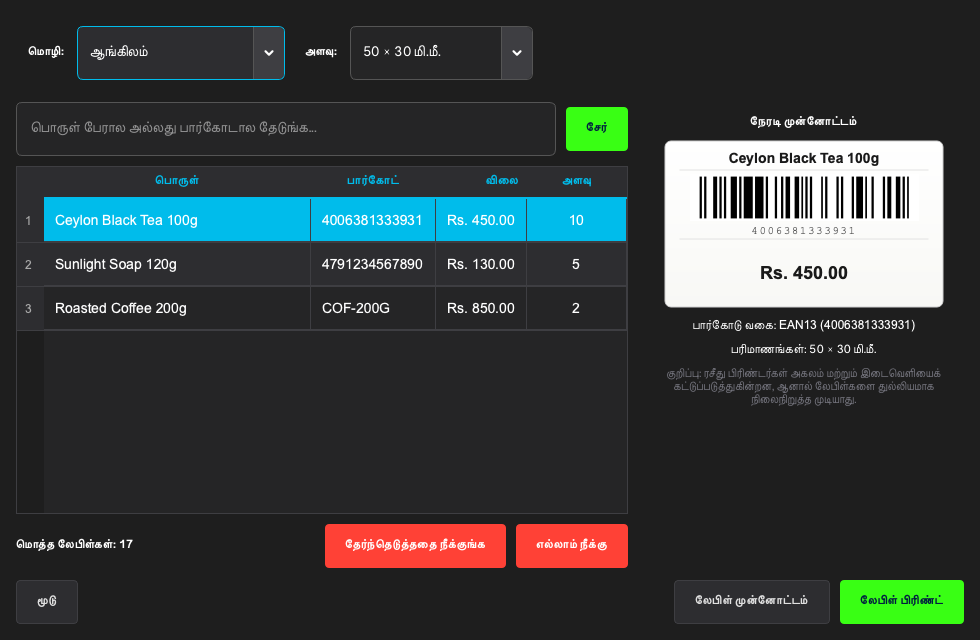 மொழி: ஆங்கிலம் அளவு: 50 × 30 மி.மீ.
பொருள் பேரால அல்லது பார்கோடால தேடுங்க... சேர்
பொருள் பார்கோட் விலை அளவு
1 Ceylon Black Tea 100g 4006381333931 Rs. 450.00 10
2 Sunlight Soap 120g 4791234567890 Rs. 130.00 5
3 Roasted Coffee 200g COF-200G Rs. 850.00 2
மொத்த லேபிள்கள்: 17 தேர்ந்தெடுத்ததை நீக்குங்க எல்லாம் நீக்கு
நேரடி முன்னோட்டம்
Ceylon Black Tea 100g
4006381333931
Rs. 450.00
பார்கோடு வகை: EAN13 (4006381333931)
பரிமாணங்கள்: 50 × 30 மி.மீ.
குறிப்பு: ரசீது பிரிண்டர்கள் அகலம் மற்றும் இடைவெளியைக்
கட்டுப்படுத்துகின்றன, ஆனால் லேபிள்களை துல்லியமாக
நிலைநிறுத்த முடியாது.
மூடு லேபிள் முன்னோட்டம் லேபிள் பிரிண்ட்